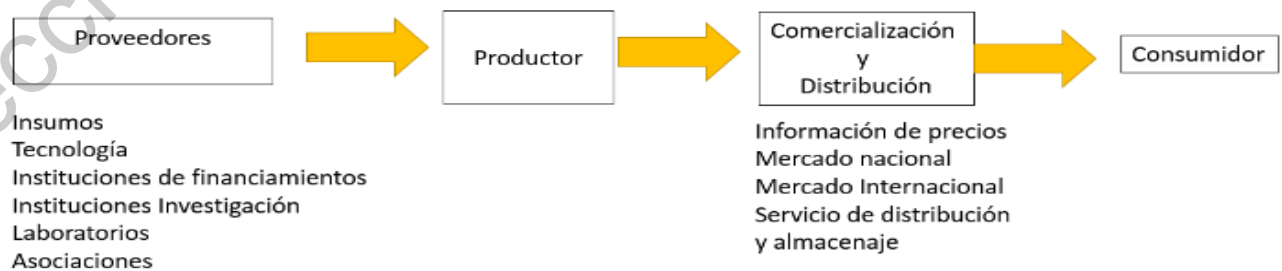 Proveedores
Productor
Comercialización
y
Distribución
Consumidor
Insumos
Tecnología
Instituciones de financiamientos
Instituciones Investigación
Laboratorios
Asociaciones
Información de precios
Mercado nacional
Mercado Internacional
Servicio de distribución
y almacenaje